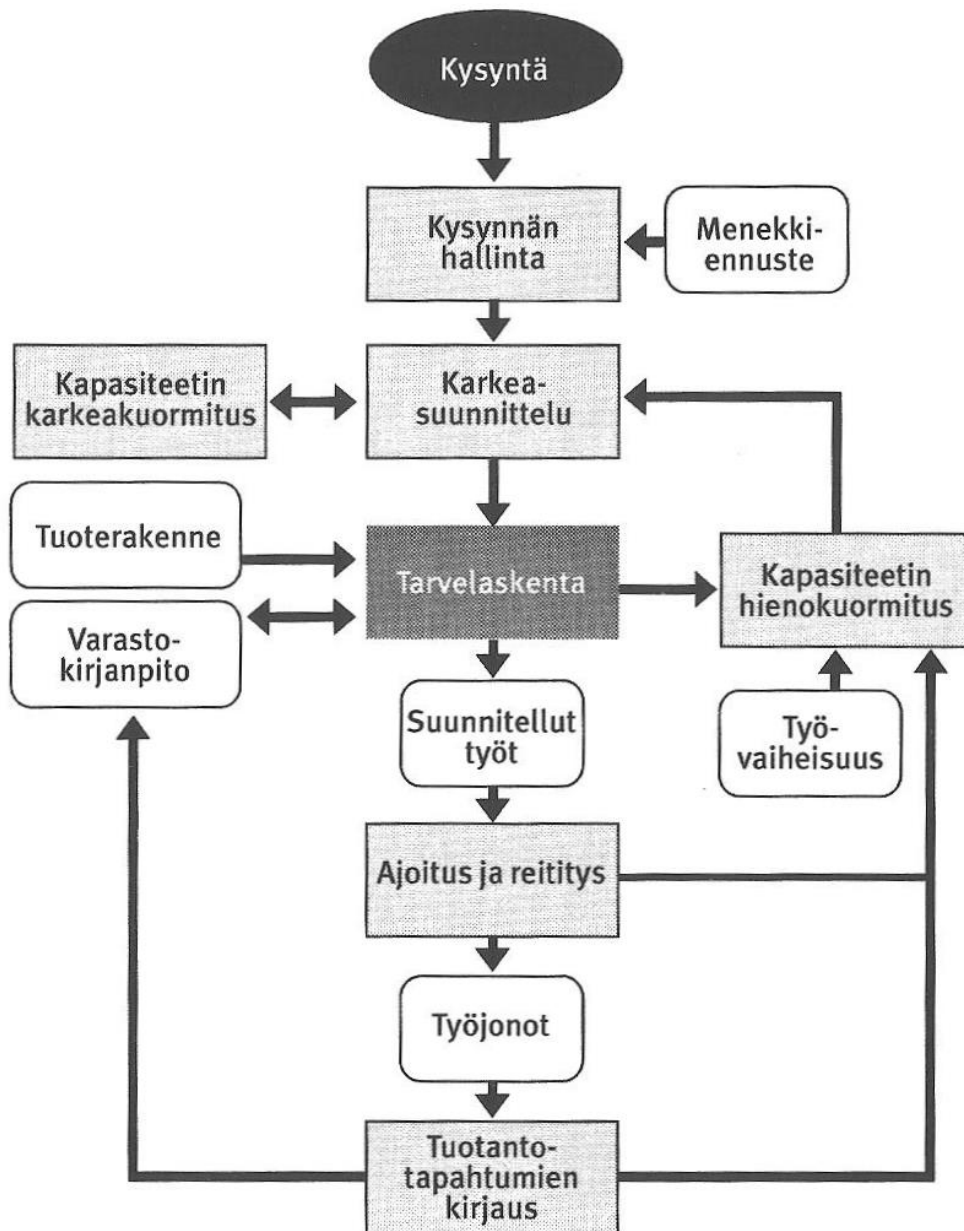 Kysyntä
Kysynnän
hallinta
Menekki-
ennuste
Kapasiteetin
karkeakuormitus
Karkea-
suunnittelu
Tuoterakenne
Tarvelaskenta
Kapasiteetin
hienokuormitus
Varasto-
kirjanpito
Suunnitellut
työt
Työ-
vaiheisuus
Ajoitus ja reititys
Työjonot
Tuotanto-
tapahtumien
kirjaus